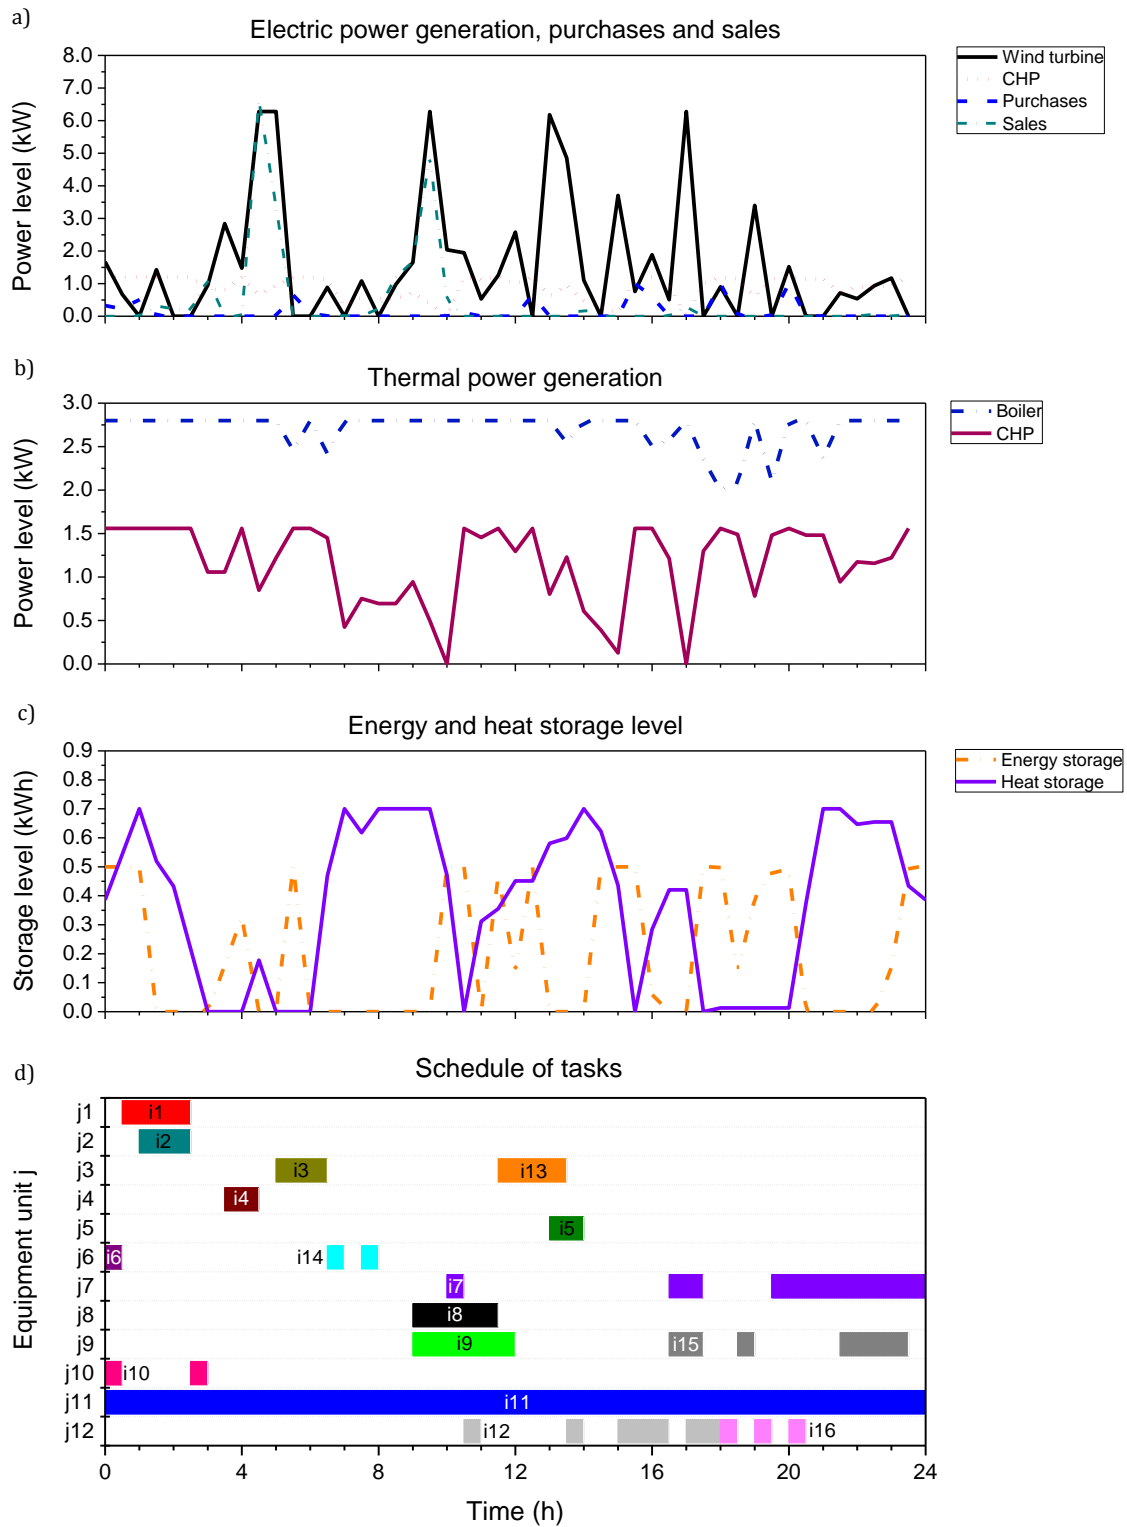 a)
Electric power generation, purchases and sales
8.0
7.0
6.0
5.0
4.0
3.0
2.0
1.0
0.0
Power level (kW)
Wind turbine
CHP
Purchases
Sales
b)
Thermal power generation
3.0
2.5
2.0
1.5
1.0
0.5
0.0
Power level (kW)
Boiler
CHP
c)
Energy and heat storage level
0.9
0.8
0.7
0.6
0.5
0.4
0.3
0.2
0.1
0.0
Storage level (kWh)
Energy storage
Heat storage
d)
Schedule of tasks
Equipment unit j
j1 i1
j2 i2
j3 i3 i13
j4 i4
j5 i5
j6 i6 i14
j7 i7
j8 i8
j9 i9 i15
j10 i10
j11 i11
j12 i12 i16
0 4 8 12 16 20 24
Time (h)